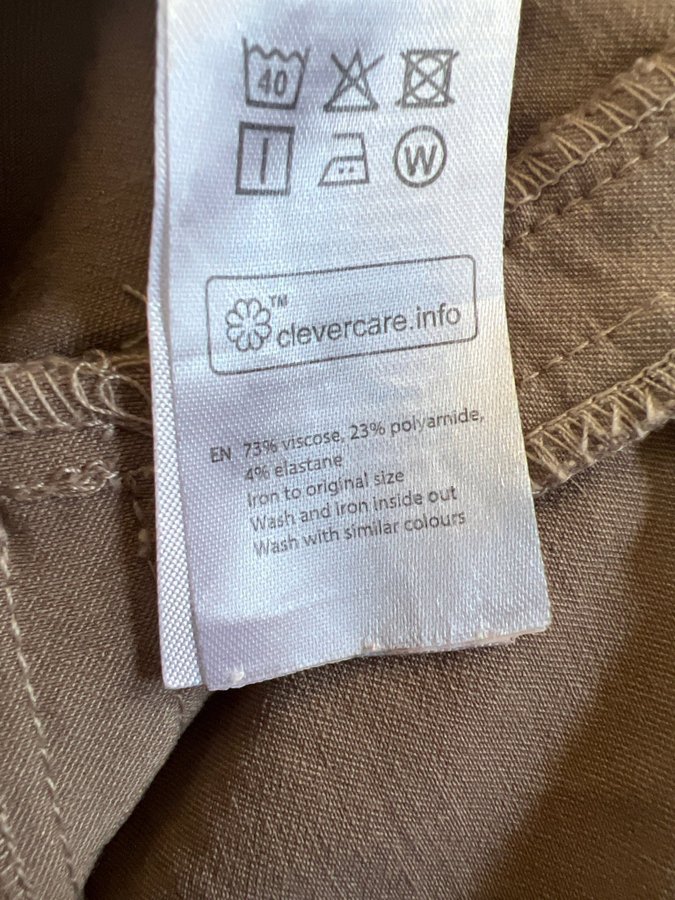 40
W
TM
clevercare.info
EN 73% viscose, 23% polyamide,
4% elastane
Iron to original size
Wash and iron inside out
Wash with similar colours